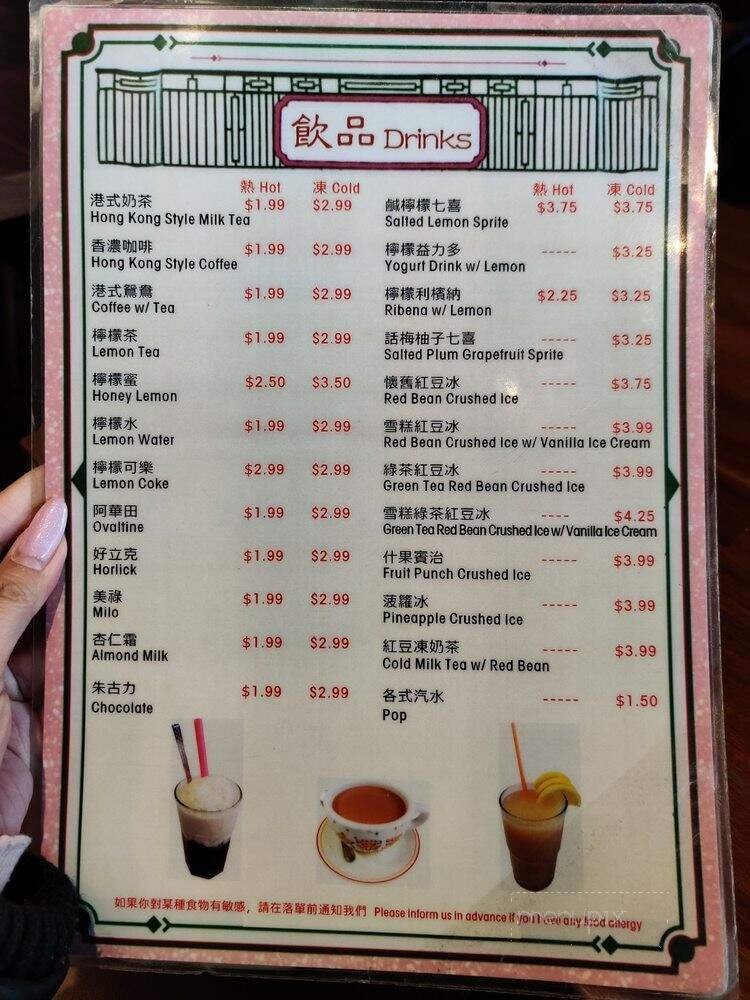 飲品 Drinks
熱 Hot 凍 Cold
港式奶茶 $1.99 $2.99
Hong Kong Style Milk Tea
香濃咖啡 $1.99 $2.99
Hong Kong Style Coffee
港式鴛鴦 $1.99 $2.99
Coffee w/ Tea
檸檬茶 $1.99 $2.99
Lemon Tea
檸檬蜜 $2.50 $3.50
Honey Lemon
檸檬水 $1.99 $2.99
Lemon Water
檸檬可樂 $2.99 $2.99
Lemon Coke
阿華田 $1.99 $2.99
Ovaltine
好立克 $1.99 $2.99
Horlick
美祿 $1.99 $2.99
Milo
杏仁霜 $1.99 $2.99
Almond Milk
朱古力 $1.99 $2.99
Chocolate
熱 Hot 凍 Cold
鹹檸檬七喜 $3.75 $3.75
Salted Lemon Sprite
檸檬益力多 ----- $3.25
Yogurt Drink w/ Lemon
檸檬利檳納 $2.25 $3.25
Ribena w/ Lemon
話梅柚子七喜 ----- $3.25
Salted Plum Grapefruit Sprite
懷舊紅豆冰 ----- $3.75
Red Bean Crushed Ice
雪糕紅豆冰 ----- $3.99
Red Bean Crushed Ice w/ Vanilla Ice Cream
綠茶紅豆冰 ----- $3.99
Green Tea Red Bean Crushed Ice
雪糕綠茶紅豆冰 ---- $4.25
Green Tea Red Bean Crushed Ice w/ Vanilla Ice Cream
什果賓治 ----- $3.99
Fruit Punch Crushed Ice
菠蘿冰 ----- $3.99
Pineapple Crushed Ice
紅豆凍奶茶 ----- $3.99
Cold Milk Tea w/ Red Bean
各式汽水 ----- $1.50
Pop
如果你對某種食物有敏感，請在落單前通知我們 Please inform us in advance if you have any food allergy